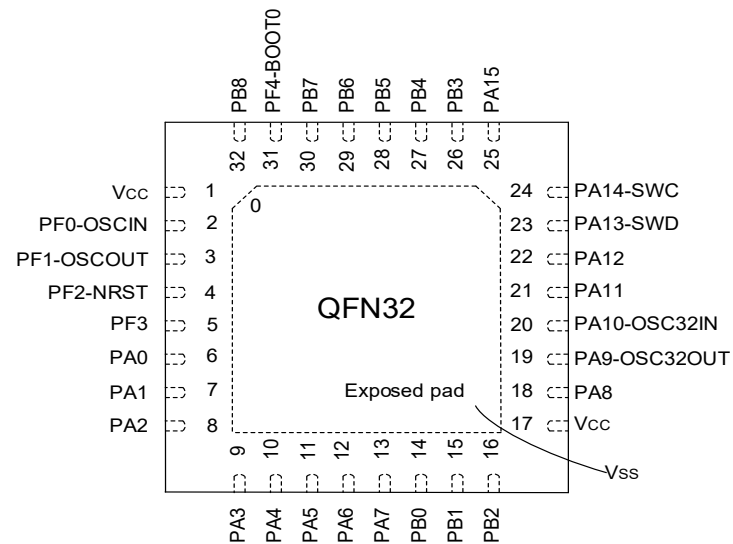 PB8
PF4-BOOT0
PB7
PB6
PB5
PB4
PB3
PA15
32
31
30
29
28
27
26
25
Vcc 1
PF0-OSCIN 2
PF1-OSCOUT 3
PF2-NRST 4
PF3 5
PA0 6
PA1 7
PA2 8
0
QFN32
Exposed pad
24 PA14-SWC
23 PA13-SWD
22 PA12
21 PA11
20 PA10-OSC32IN
19 PA9-OSC32OUT
18 PA8
17 Vcc
Vss
9
10
11
12
13
14
15
16
PA3
PA4
PA5
PA6
PA7
PB0
PB1
PB2